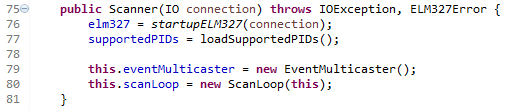 75 public Scanner(IO connection) throws IOException, ELM327Error {
76 elm327 = startupELM327(connection);
77 supportedPIDs = loadSupportedPIDs();
78
79 this.eventMulticaster = new EventMulticaster();
80 this.scanLoop = new ScanLoop(this);
81 }